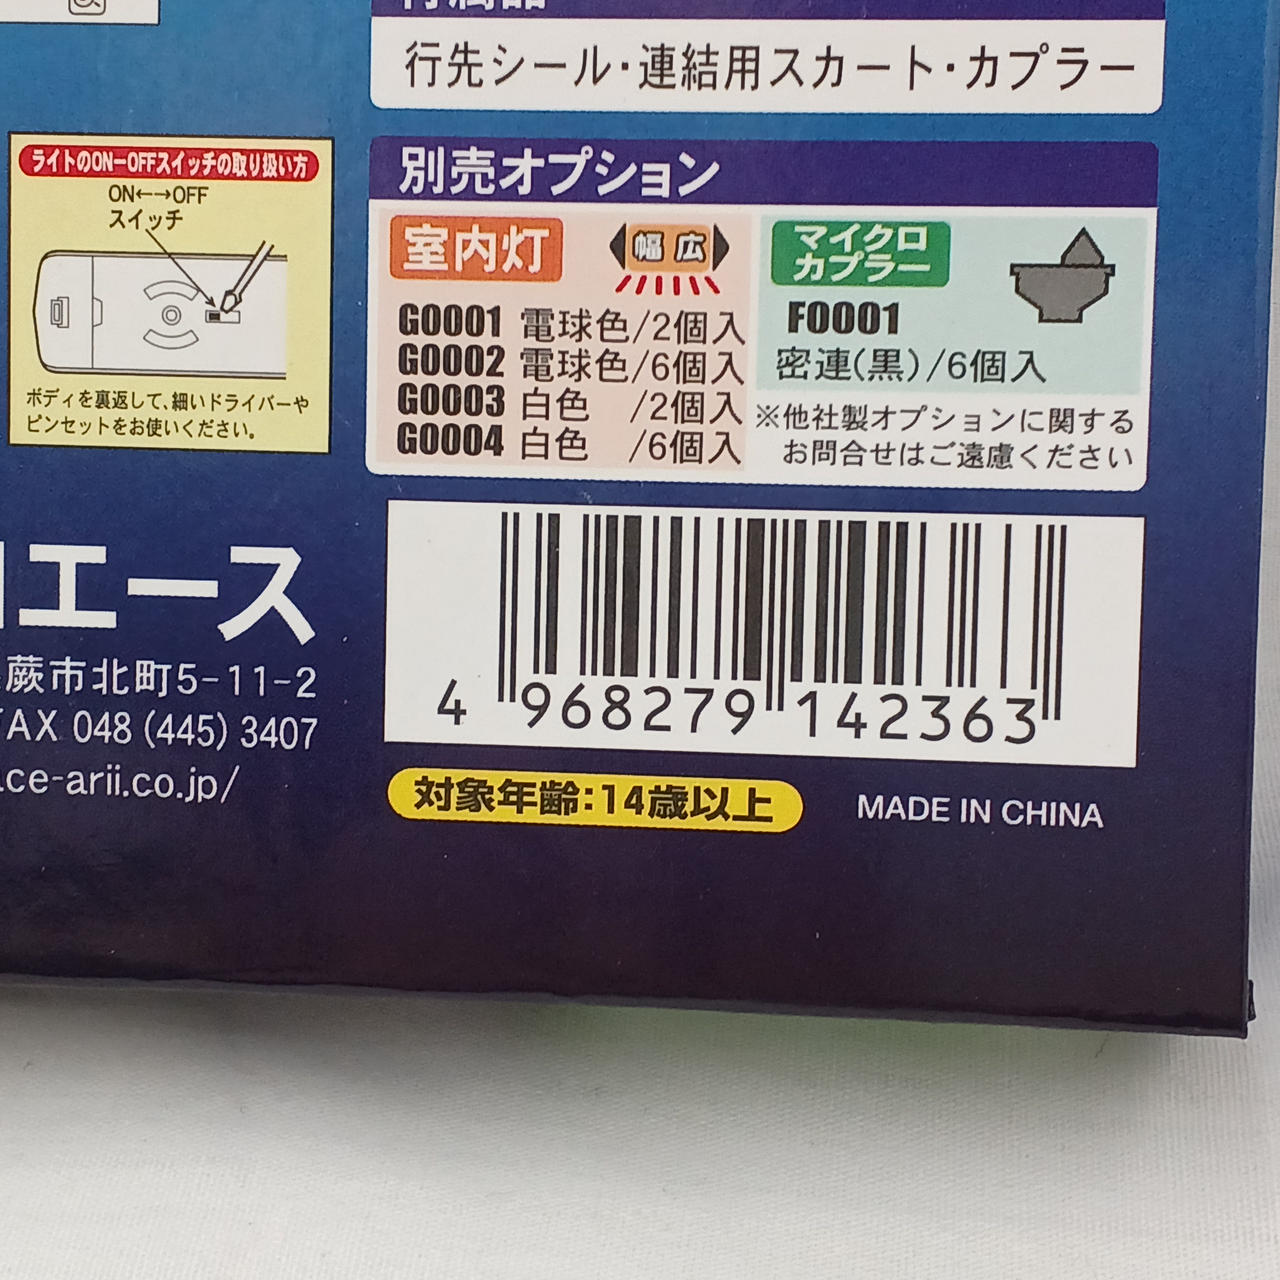 付属品
行先シール・連結用スカート・カプラー
ライトのON-OFFスイッチの取り扱い方
ON←→OFF
スイッチ
ボディを裏返して、細いドライバーや
ピンセットをお使いください。
別売オプション
室内灯
幅広
G0001 電球色/2個入
G0002 電球色/6個入
G0003 白色 /2個入
G0004 白色 /6個入
マイクロ
カプラー
F0001
密連(黒)/6個入
※他社製オプションに関する
お問合せはご遠慮ください
エース
蕨市北町5-11-2
FAX 048 (445) 3407
ce-arii.co.jp/
4 968279 142363
対象年齢:14歳以上
MADE IN CHINA